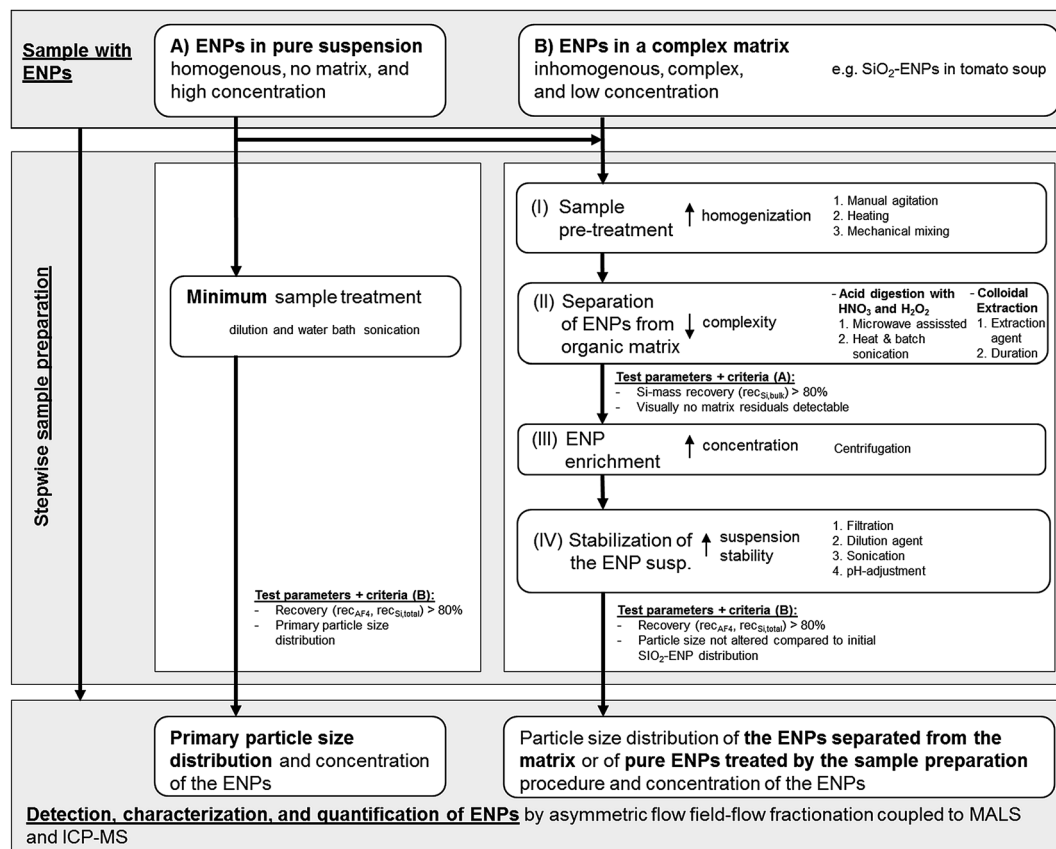 Sample with
ENPs
A) ENPs in pure suspension
homogenous, no matrix, and
high concentration
B) ENPs in a complex matrix
inhomogenous, complex,
and low concentration
e.g. SiO₂-ENPs in tomato soup
Stepwise sample preparation
Minimum sample treatment
dilution and water bath sonication
Test parameters + criteria (B):
- Recovery (rec_AF4, rec_Si,total) > 80%
- Primary particle size
distribution
(I) Sample
pre-treatment
homogenization
1. Manual agitation
2. Heating
3. Mechanical mixing
(II) Separation
of ENPs from
organic matrix
complexity
- Acid digestion with
HNO₃ and H₂O₂
1. Microwave assissted
2. Heat & batch
sonication
- Colloidal
Extraction
1. Extraction
agent
2. Duration
Test parameters + criteria (A):
- Si-mass recovery (rec_Si,bulk) > 80%
- Visually no matrix residuals detectable
(III) ENP
enrichment
concentration
Centrifugation
(IV) Stabilization of
the ENP susp.
suspension
stability
1. Filtration
2. Dilution agent
3. Sonication
4. pH-adjustment
Test parameters + criteria (B):
- Recovery (rec_AF4, rec_Si,total) > 80%
- Particle size not altered compared to initial
SIO₂-ENP distribution
Primary particle size
distribution and concentration
of the ENPs
Particle size distribution of the ENPs separated from the
matrix or of pure ENPs treated by the sample preparation
procedure and concentration of the ENPs
Detection, characterization, and quantification of ENPs by asymmetric flow field-flow fractionation coupled to MALS
and ICP-MS